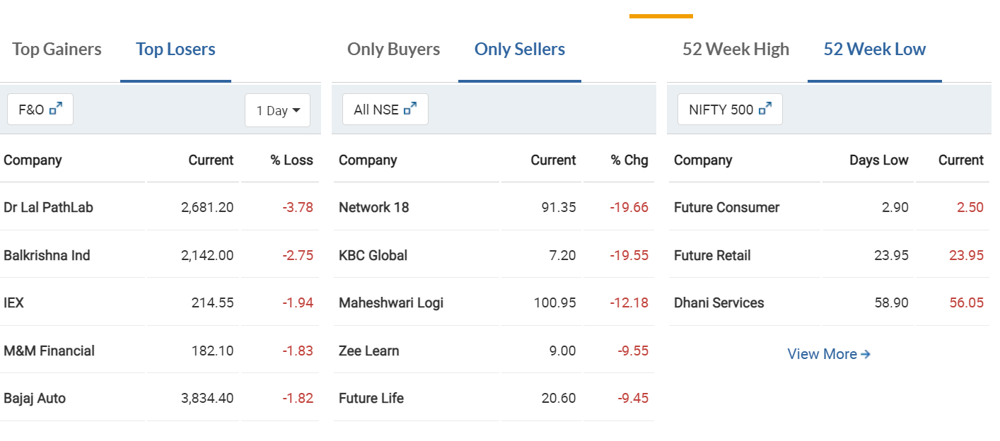 Top Gainers Top Losers
F&O 1 Day
Company Current % Loss
Dr Lal PathLab 2,681.20 -3.78
Balkrishna Ind 2,142.00 -2.75
IEX 214.55 -1.94
M&M Financial 182.10 -1.83
Bajaj Auto 3,834.40 -1.82
Only Buyers Only Sellers
All NSE
Company Current % Chg
Network 18 91.35 -19.66
KBC Global 7.20 -19.55
Maheshwari Logi 100.95 -12.18
Zee Learn 9.00 -9.55
Future Life 20.60 -9.45
52 Week High 52 Week Low
NIFTY 500
Company Days Low Current
Future Consumer 2.90 2.50
Future Retail 23.95 23.95
Dhani Services 58.90 56.05
View More